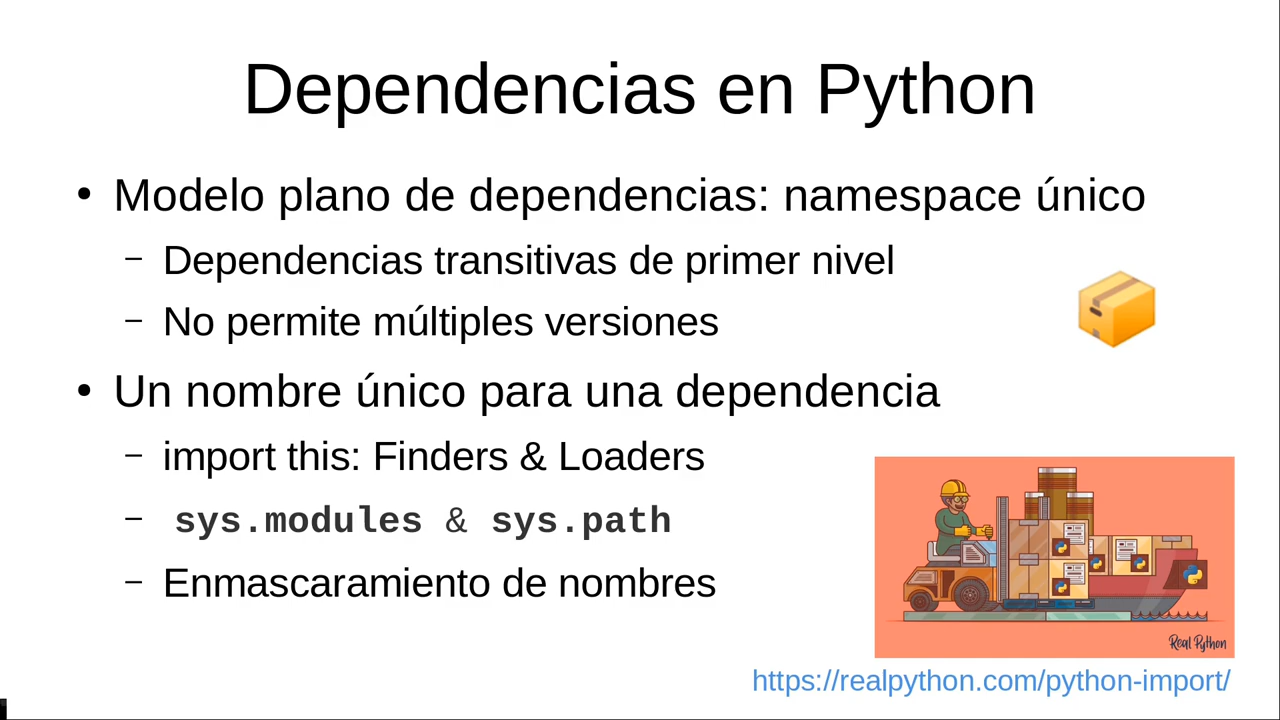 Dependencias en Python
• Modelo plano de dependencias: namespace único
– Dependencias transitivas de primer nivel
– No permite múltiples versiones
• Un nombre único para una dependencia
– import this: Finders & Loaders
– sys.modules & sys.path
– Enmascaramiento de nombres
Real Python
https://realpython.com/python-import/